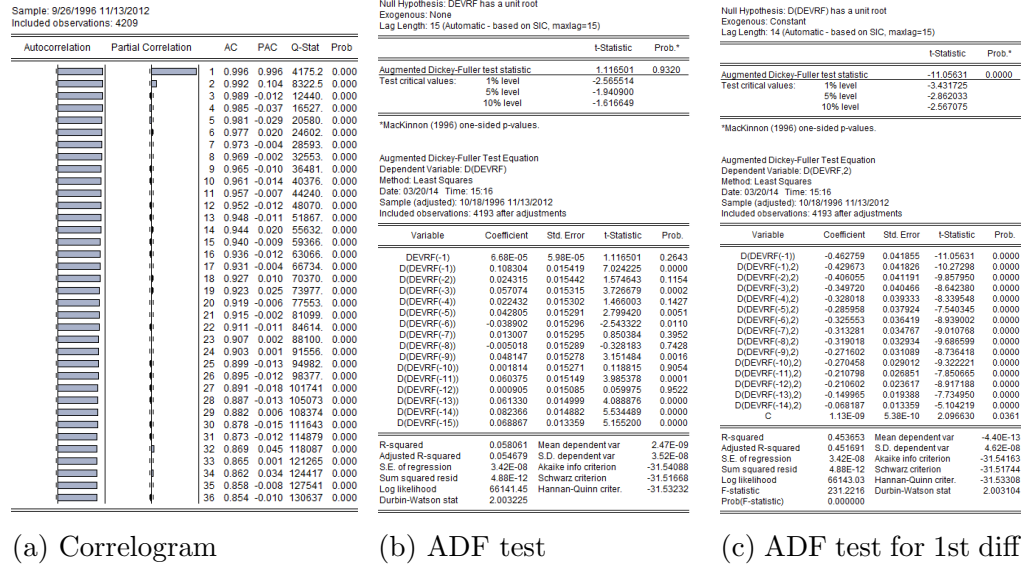 Sample: 9/26/1996 11/13/2012
Included observations: 4209
Autocorrelation Partial Correlation AC PAC Q-Stat Prob
1 0.996 0.996 4175.2 0.000
2 0.992 0.104 8322.5 0.000
3 0.989 -0.012 12440. 0.000
4 0.985 -0.037 16527. 0.000
5 0.981 -0.029 20580. 0.000
6 0.977 0.020 24602. 0.000
7 0.973 -0.004 28593. 0.000
8 0.969 -0.002 32553. 0.000
9 0.965 -0.010 36481. 0.000
10 0.961 -0.014 40376. 0.000
11 0.957 -0.007 44240. 0.000
12 0.952 -0.012 48070. 0.000
13 0.948 -0.011 51867. 0.000
14 0.944 0.020 55632. 0.000
15 0.940 -0.009 59366. 0.000
16 0.936 -0.012 63066. 0.000
17 0.931 -0.004 66734. 0.000
18 0.927 0.010 70370. 0.000
19 0.923 0.025 73977. 0.000
20 0.919 -0.006 77553. 0.000
21 0.915 -0.002 81099. 0.000
22 0.911 -0.011 84614. 0.000
23 0.907 0.002 88100. 0.000
24 0.903 0.001 91556. 0.000
25 0.899 -0.013 94982. 0.000
26 0.895 -0.012 98377. 0.000
27 0.891 -0.018 101741 0.000
28 0.887 -0.013 105073 0.000
29 0.882 0.006 108374 0.000
30 0.878 -0.015 111643 0.000
31 0.873 -0.012 114879 0.000
32 0.869 0.045 118087 0.000
33 0.865 0.001 121265 0.000
34 0.862 0.034 124417 0.000
35 0.858 -0.008 127541 0.000
36 0.854 -0.010 130637 0.000
(a) Correlogram
Null Hypothesis: DEVRF has a unit root
Exogenous: None
Lag Length: 15 (Automatic - based on SIC, maxlag=15)
t-Statistic Prob.*
Augmented Dickey-Fuller test statistic 1.116501 0.9320
Test critical values: 1% level -2.565514
5% level -1.940900
10% level -1.616649
*MacKinnon (1996) one-sided p-values.
Augmented Dickey-Fuller Test Equation
Dependent Variable: D(DEVRF)
Method: Least Squares
Date: 03/20/14 Time: 15:16
Sample (adjusted): 10/18/1996 11/13/2012
Included observations: 4193 after adjustments
Variable Coefficient Std. Error t-Statistic Prob.
DEVRF(-1) 6.68E-05 5.98E-05 1.116501 0.2643
D(DEVRF(-1)) 0.108304 0.015419 7.024225 0.0000
D(DEVRF(-2)) 0.024315 0.015442 1.574643 0.1154
D(DEVRF(-3)) 0.057074 0.015315 3.726679 0.0002
D(DEVRF(-4)) 0.022432 0.015302 1.466003 0.1427
D(DEVRF(-5)) 0.042805 0.015291 2.799420 0.0051
D(DEVRF(-6)) -0.038902 0.015296 -2.543322 0.0110
D(DEVRF(-7)) 0.013007 0.015295 0.850384 0.3952
D(DEVRF(-8)) -0.005018 0.015289 -0.328183 0.7428
D(DEVRF(-9)) 0.048147 0.015278 3.151484 0.0016
D(DEVRF(-10)) 0.001814 0.015271 0.118815 0.9054
D(DEVRF(-11)) 0.060375 0.015149 3.985378 0.0001
D(DEVRF(-12)) 0.000905 0.015085 0.059975 0.9522
D(DEVRF(-13)) 0.061330 0.014999 4.088876 0.0000
D(DEVRF(-14)) 0.082366 0.014882 5.534489 0.0000
D(DEVRF(-15)) 0.068867 0.013359 5.155200 0.0000
R-squared 0.058061 Mean dependent var 2.47E-09
Adjusted R-squared 0.054679 S.D. dependent var 3.52E-08
S.E. of regression 3.42E-08 Akaike info criterion -31.54088
Sum squared resid 4.88E-12 Schwarz criterion -31.51668
Log likelihood 66141.45 Hannan-Quinn criter. -31.53232
Durbin-Watson stat 2.003225
(b) ADF test
Null Hypothesis: D(DEVRF) has a unit root
Exogenous: Constant
Lag Length: 14 (Automatic - based on SIC, maxlag=15)
t-Statistic Prob.*
Augmented Dickey-Fuller test statistic -11.05631 0.0000
Test critical values: 1% level -3.431725
5% level -2.862033
10% level -2.567075
*MacKinnon (1996) one-sided p-values.
Augmented Dickey-Fuller Test Equation
Dependent Variable: D(DEVRF,2)
Method: Least Squares
Date: 03/20/14 Time: 15:16
Sample (adjusted): 10/18/1996 11/13/2012
Included observations: 4193 after adjustments
Variable Coefficient Std. Error t-Statistic Prob.
D(DEVRF(-1)) -0.462759 0.041855 -11.05631 0.0000
D(DEVRF(-1),2) -0.429673 0.041826 -10.27298 0.0000
D(DEVRF(-2),2) -0.406055 0.041191 -9.857950 0.0000
D(DEVRF(-3),2) -0.349720 0.040466 -8.642380 0.0000
D(DEVRF(-4),2) -0.328018 0.039333 -8.339548 0.0000
D(DEVRF(-5),2) -0.285958 0.037924 -7.540345 0.0000
D(DEVRF(-6),2) -0.325553 0.036419 -8.939002 0.0000
D(DEVRF(-7),2) -0.313281 0.034767 -9.010768 0.0000
D(DEVRF(-8),2) -0.319018 0.032934 -9.686599 0.0000
D(DEVRF(-9),2) -0.271602 0.031089 -8.736418 0.0000
D(DEVRF(-10),2) -0.270458 0.029012 -9.322221 0.0000
D(DEVRF(-11),2) -0.210798 0.026851 -7.850665 0.0000
D(DEVRF(-12),2) -0.210602 0.023617 -8.917188 0.0000
D(DEVRF(-13),2) -0.149965 0.019388 -7.734950 0.0000
D(DEVRF(-14),2) -0.068187 0.013359 -5.104219 0.0000
C 1.13E-09 5.38E-10 2.096630 0.0361
R-squared 0.453653 Mean dependent var -4.40E-13
Adjusted R-squared 0.451691 S.D. dependent var 4.62E-08
S.E. of regression 3.42E-08 Akaike info criterion -31.54163
Sum squared resid 4.88E-12 Schwarz criterion -31.51744
Log likelihood 66143.03 Hannan-Quinn criter. -31.53308
F-statistic 231.2216 Durbin-Watson stat 2.003104
Prob(F-statistic) 0.000000
(c) ADF test for 1st diff